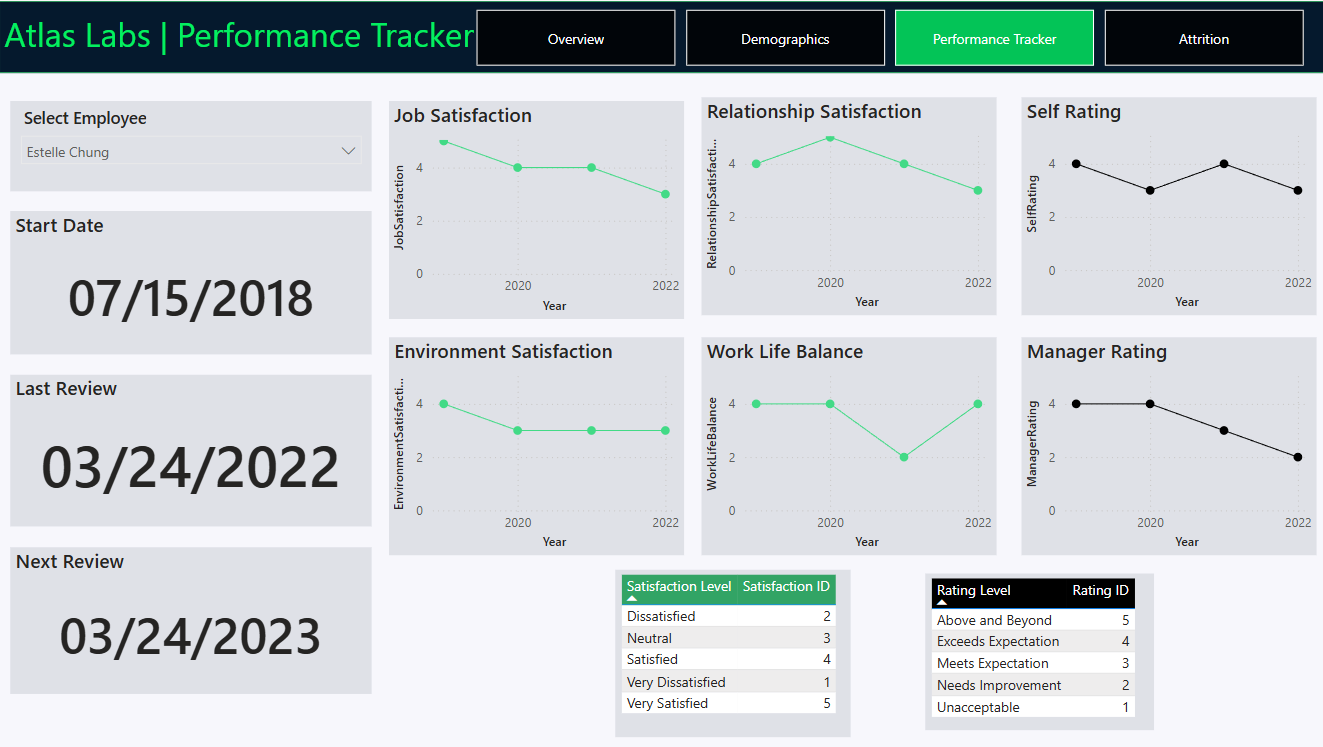 Atlas Labs | Performance Tracker
Overview
Demographics
Performance Tracker
Attrition
Select Employee
Estelle Chung
Start Date
07/15/2018
Last Review
03/24/2022
Next Review
03/24/2023
Job Satisfaction
JobSatisfaction
4
2
0
2020 2022
Year
Relationship Satisfaction
RelationshipSatisfacti...
4
2
0
2020 2022
Year
Self Rating
SelfRating
4
2
0
2020 2022
Year
Environment Satisfaction
EnvironmentSatisfacti...
4
2
0
2020 2022
Year
Work Life Balance
WorkLifeBalance
4
2
0
2020 2022
Year
Manager Rating
ManagerRating
4
2
0
2020 2022
Year
Satisfaction Level Satisfaction ID
Dissatisfied 2
Neutral 3
Satisfied 4
Very Dissatisfied 1
Very Satisfied 5
Rating Level Rating ID
Above and Beyond 5
Exceeds Expectation 4
Meets Expectation 3
Needs Improvement 2
Unacceptable 1